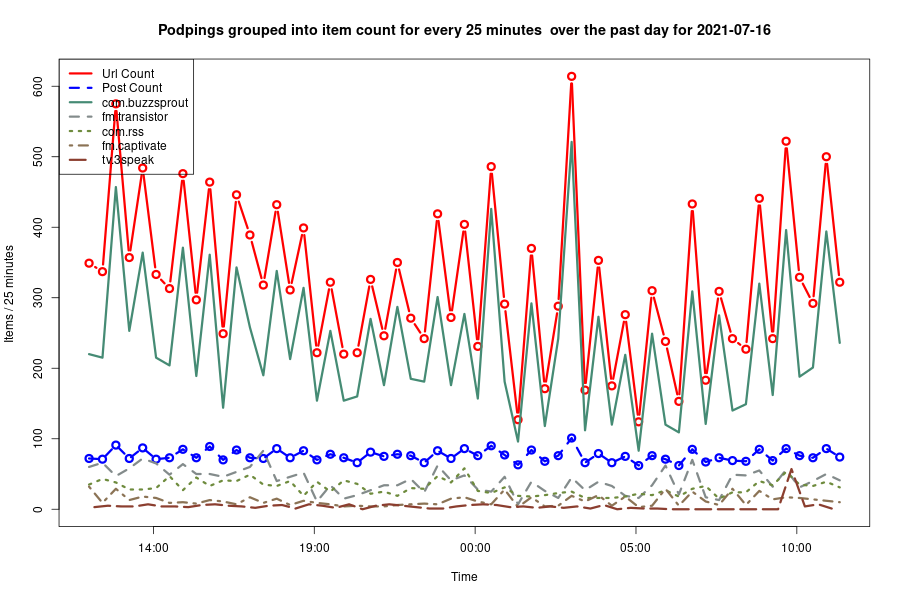 Podpings grouped into item count for every 25 minutes  over the past day for 2021-07-16
Url Count
Post Count
com.buzzsprout
fm.transistor
com.rss
fm.captivate
tv.3speak
Items / 25 minutes
600
500
400
300
200
100
0
14:00
19:00
00:00
05:00
10:00
Time